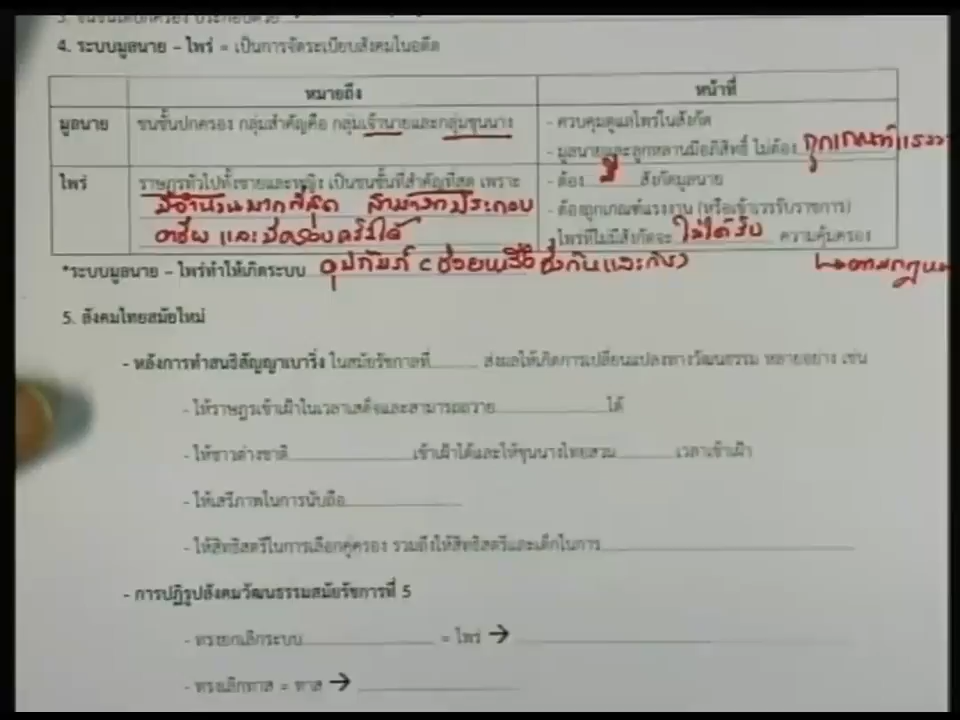 3. ชนชั้นใต้ปกครอง ประกอบด้วย
4. ระบบมูลนาย – ไพร่ = เป็นการจัดระเบียบสังคมในอดีต
หมายถึง หน้าที่
มูลนาย ชนชั้นปกครอง กลุ่มสำคัญคือ กลุ่มเจ้านายและกลุ่มขุนนาง - ควบคุมดูแลไพร่ในสังกัด
- มูลนายและลูกหลานมีอภิสิทธิ์ ไม่ต้อง ถูกเกณฑ์แรงงา
ไพร่ ราษฎรทั่วไปทั้งชายและหญิง เป็นชนชั้นที่สำคัญที่สุด เพราะ - ต้อง มี สังกัดมูลนาย
มีจำนวนมากที่สุด สามารถประกอบ - ต้องถูกเกณฑ์แรงงาน (หรือเข้าเวรรับราชการ)
อาชีพ และมีครอบครัวได้ - ไพร่ที่ไม่มีสังกัดจะ ไม่ได้รับ ความคุ้มครอง
*ระบบมูลนาย – ไพร่ทำให้เกิดระบบ อุปถัมภ์ (ช่วยเหลือซึ่งกันและกัน) ตามกฎหม
5. สังคมไทยสมัยใหม่
- หลังการทำสนธิสัญญาเบาริ่ง ในสมัยรัชกาลที่........ ส่งผลให้เกิดการเปลี่ยนแปลงทางวัฒนธรรม หลายอย่าง เช่น
- ให้ราษฎรเข้าเฝ้าในเวลาเสด็จและสามารถถวาย....................ได้
- ให้ชาวต่างชาติ....................เข้าเฝ้าได้และให้ขุนนางไทยสวม..........เวลาเข้าเฝ้า
- ให้เสรีภาพในการนับถือ....................
- ให้สิทธิสตรีในการเลือกคู่ครอง รวมถึงให้สิทธิสตรีและเด็กในการ........................................
- การปฏิรูปสังคมวัฒนธรรมสมัยรัชการที่ 5
- ทรงยกเลิกระบบ.................... = ไพร่ → ........................................
- ทรงเลิกทาส = ทาส → ....................